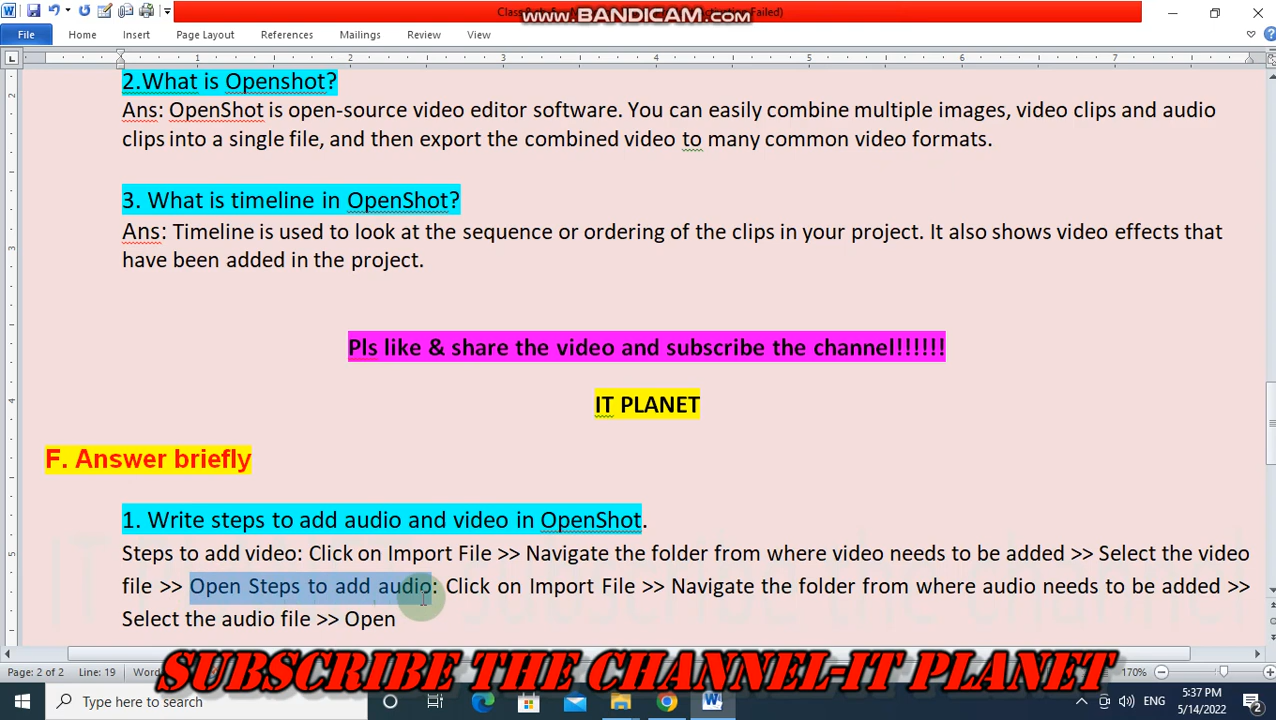 www.BANDICAM.com
File Home Insert Page Layout References Mailings Review View
2.What is Openshot?
Ans: OpenShot is open-source video editor software. You can easily combine multiple images, video clips and audio
clips into a single file, and then export the combined video to many common video formats.
3. What is timeline in OpenShot?
Ans: Timeline is used to look at the sequence or ordering of the clips in your project. It also shows video effects that
have been added in the project.
Pls like & share the video and subscribe the channel!!!!!!
IT PLANET
F. Answer briefly
1. Write steps to add audio and video in OpenShot.
Steps to add video: Click on Import File >> Navigate the folder from where video needs to be added >> Select the video
file >> Open Steps to add audio: Click on Import File >> Navigate the folder from where audio needs to be added >>
Select the audio file >> Open
Page: 2 of 2 Line: 19 170%
SUBSCRIBE THE CHANNEL-IT PLANET
Type here to search ENG 5:37 PM
5/14/2022